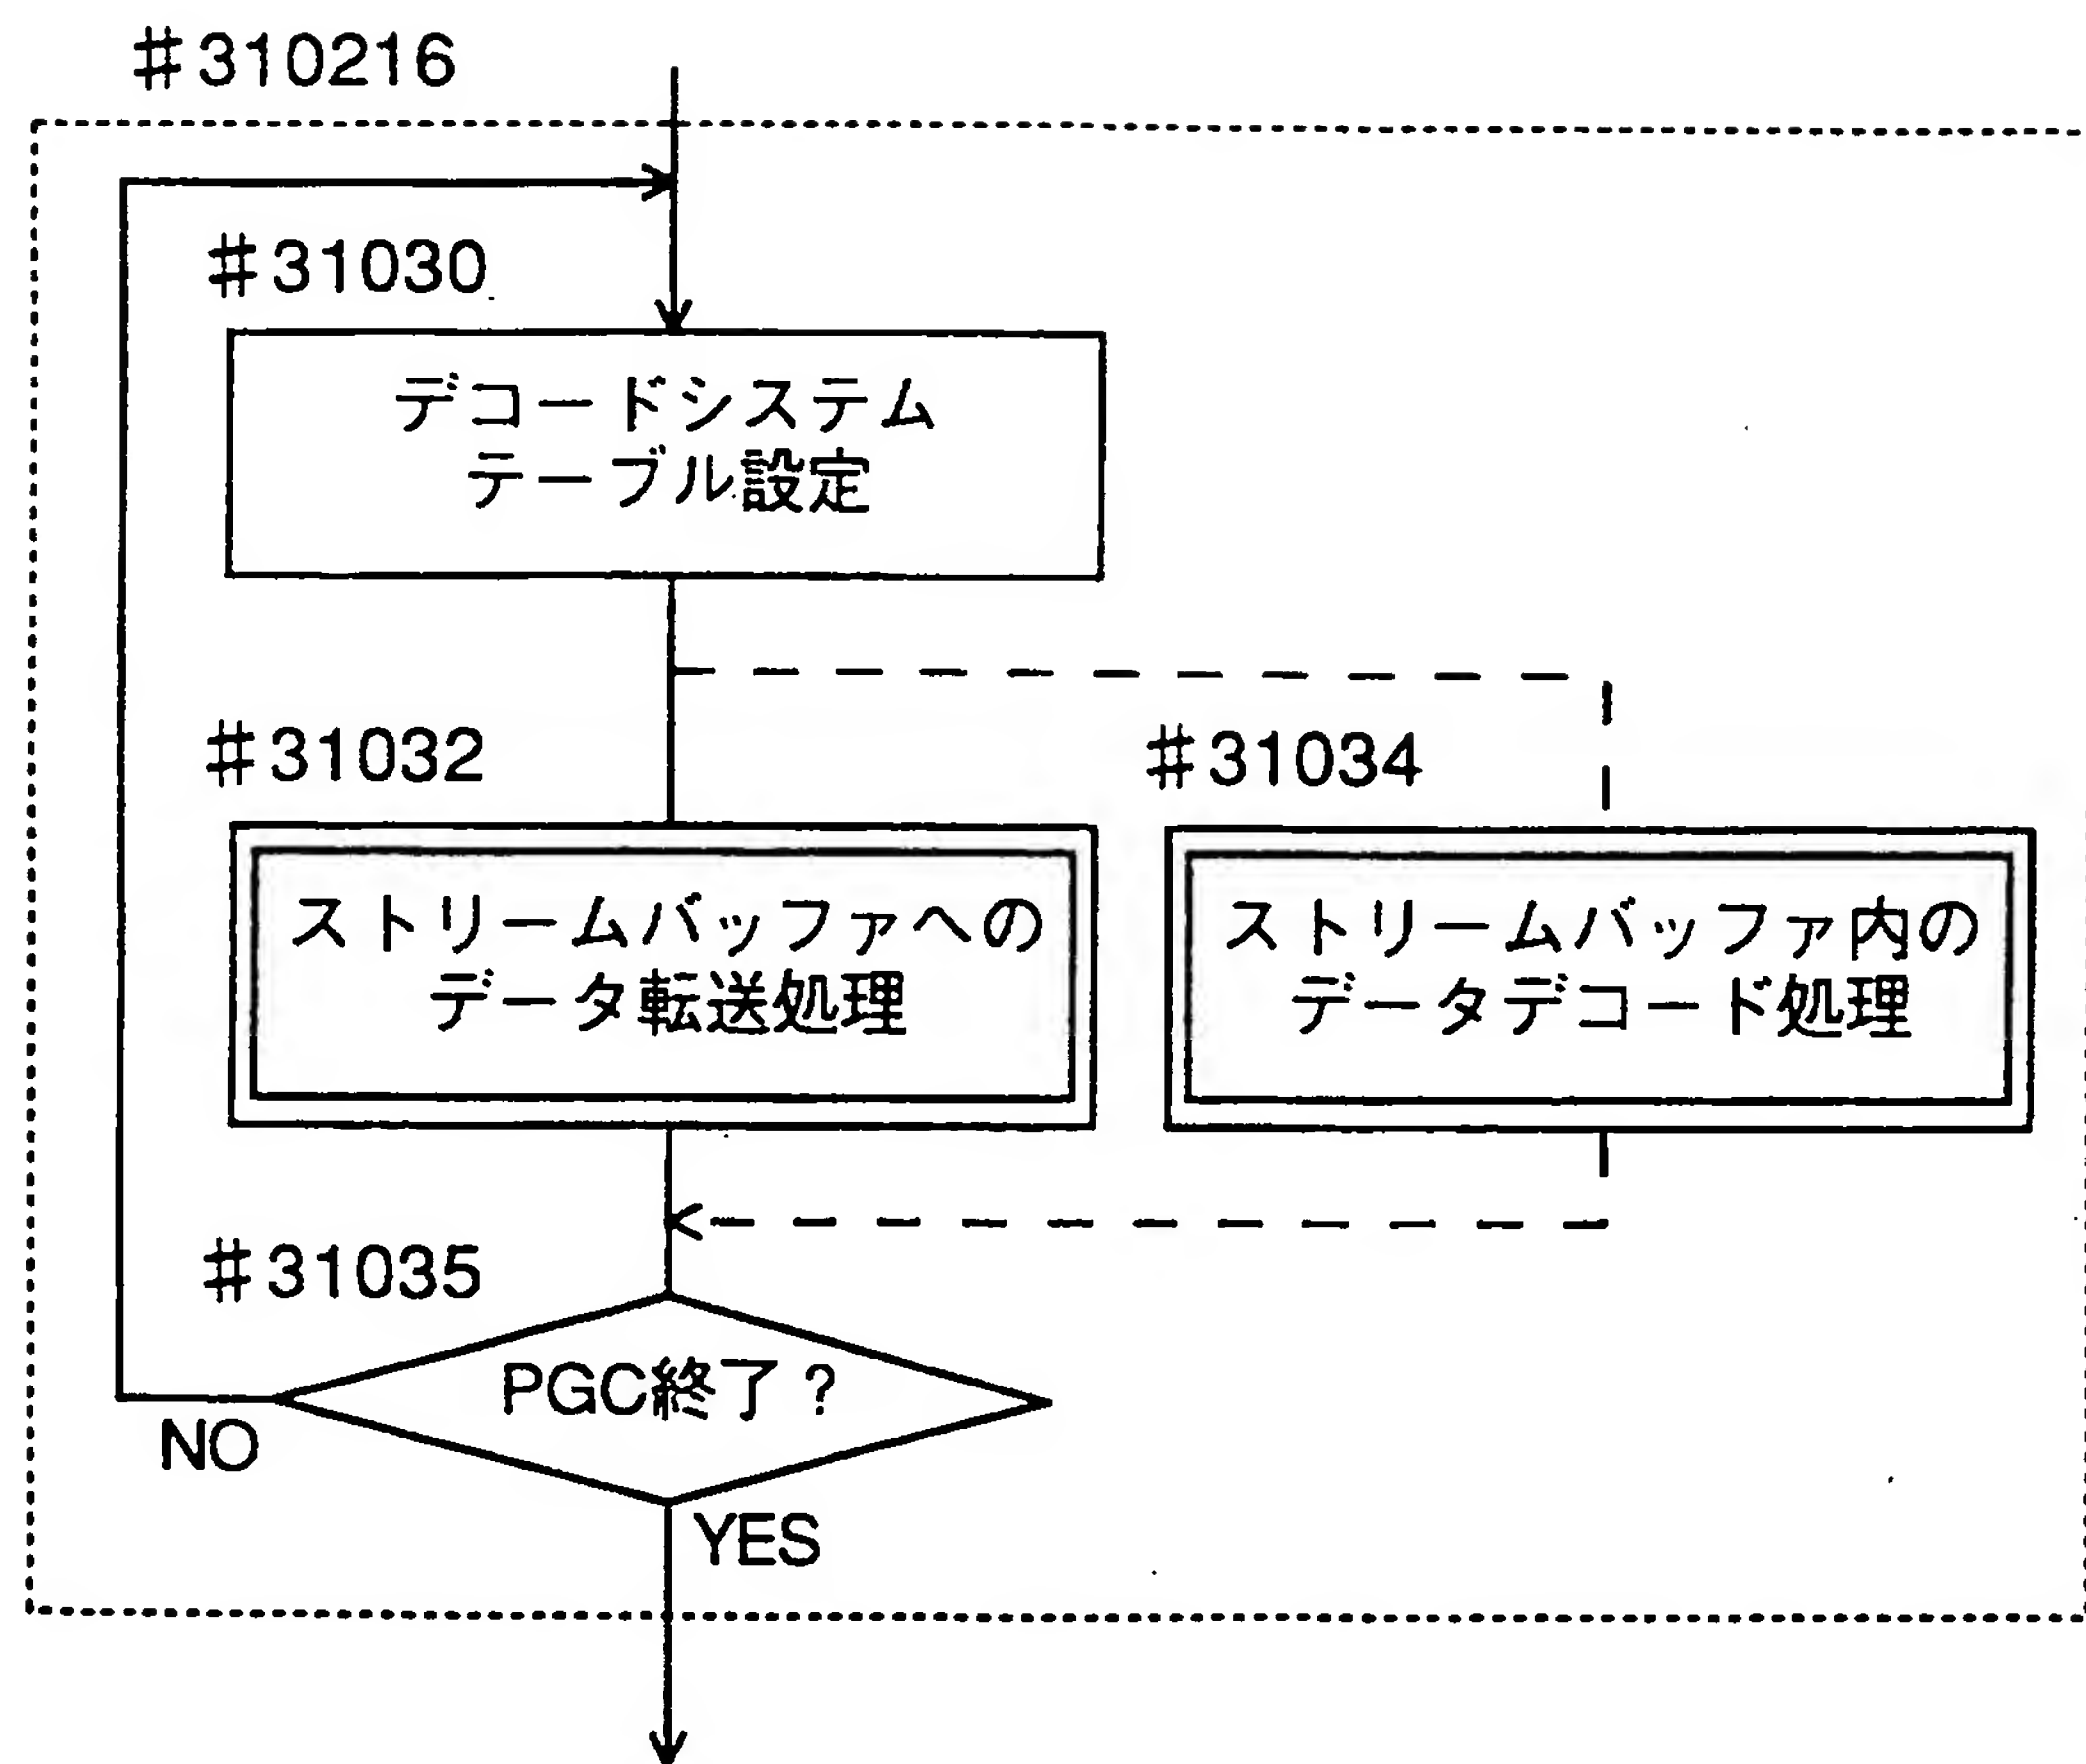 #310216
#31030
デコードシステム
テーブル設定
#31032
#31034
ストリームバッファへの
データ転送処理
ストリームバッファ内の
データデコード処理
#31035
PGC終了?
NO
YES